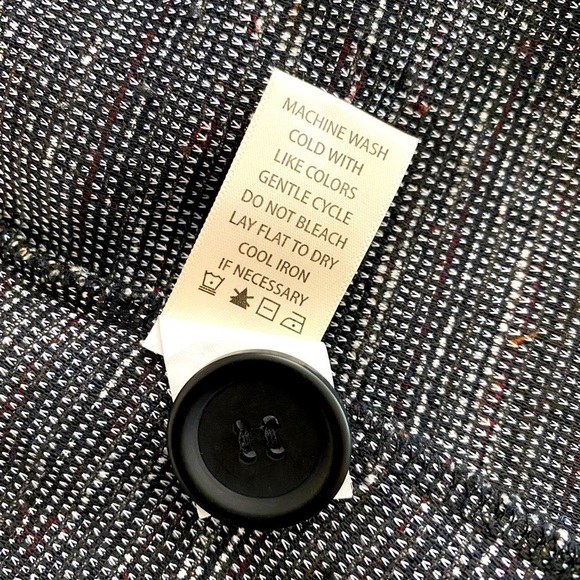 MACHINE WASH
COLD WITH
LIKE COLORS
GENTLE CYCLE
DO NOT BLEACH
LAY FLAT TO DRY
COOL IRON
IF NECESSARY